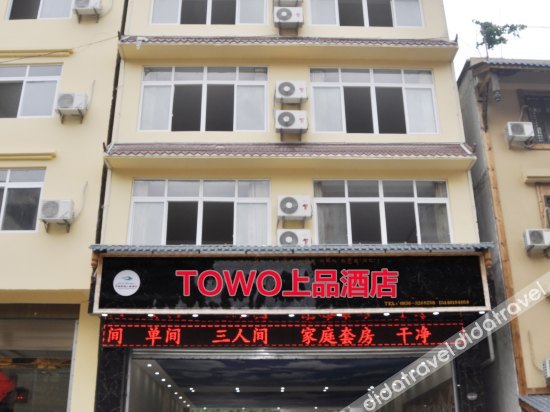 TOWO上品酒店
间 单间 三人间 家庭套房 干净
didatravel didatravel